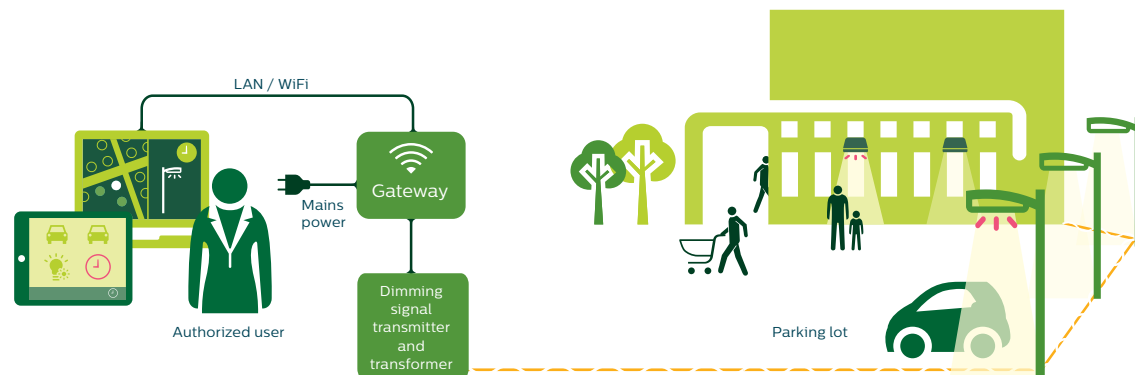 LAN / WiFi
Gateway
Mains
power
Dimming
signal
transmitter
and
transformer
Authorized user
Parking lot